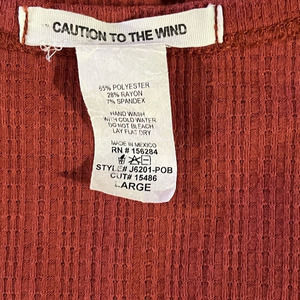 CAUTION TO THE WIND
65% POLYESTER
28% RAYON
7% SPANDEX
HAND WASH
WITH COLD WATER
DO NOT BLEACH
LAY FLAT DRY
MADE IN MEXICO
RN # 156284
STYLE# J6201-POB
CUT# 15486
LARGE